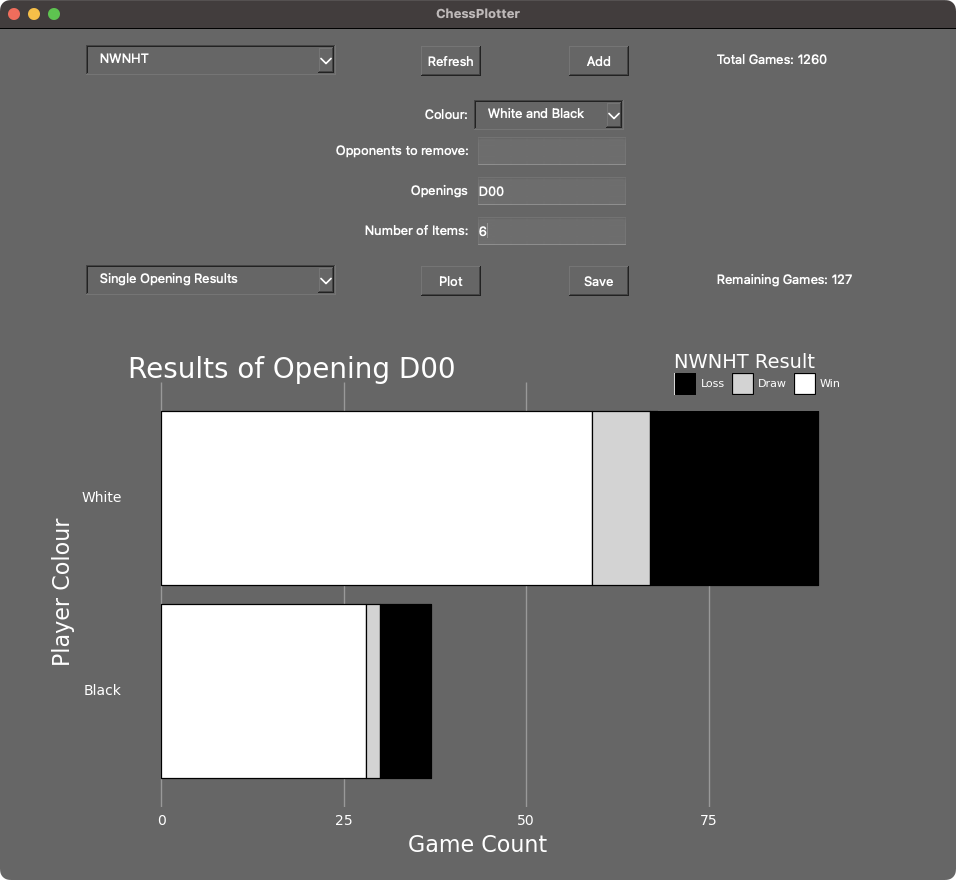 ChessPlotter
NWNHT
Refresh
Add
Total Games: 1260
Colour:
White and Black
Opponents to remove:
Openings
D00
Number of Items:
6
Single Opening Results
Plot
Save
Remaining Games: 127
Results of Opening D00
NWNHT Result
Loss
Draw
Win
Player Colour
White
Black
0
25
50
75
Game Count